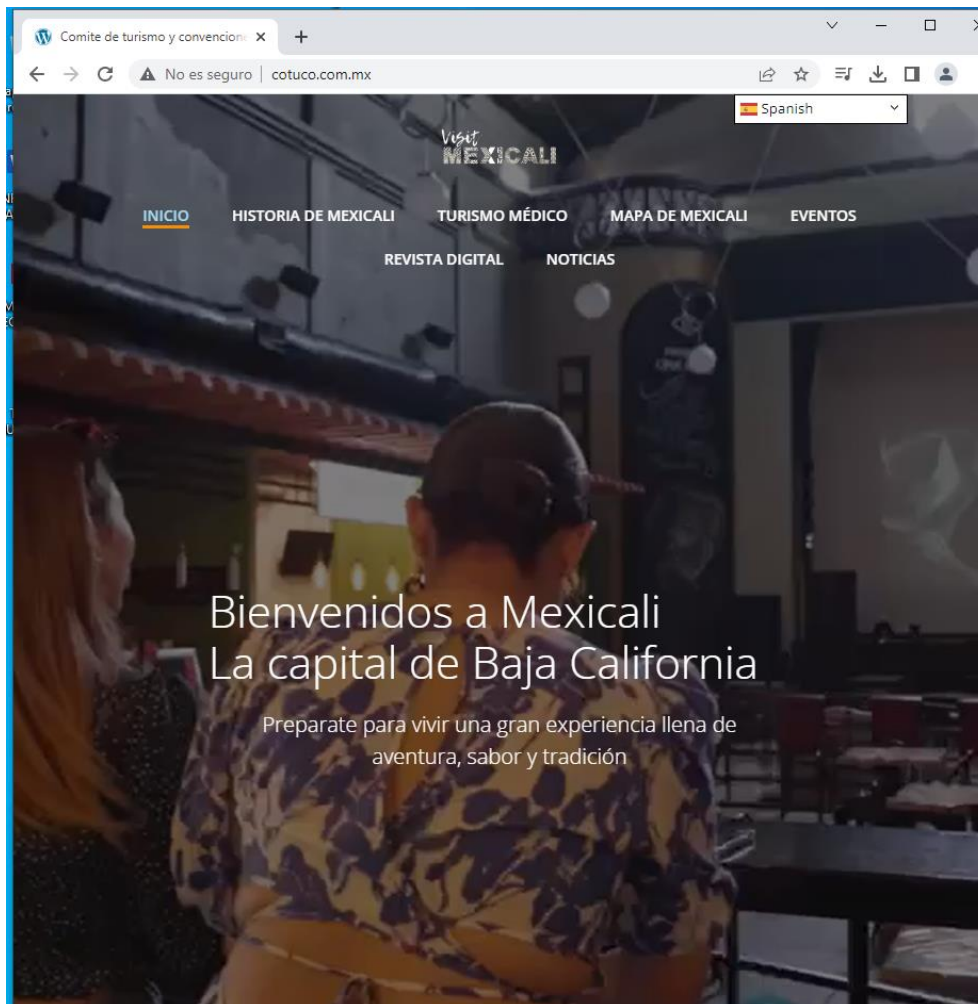 Comite de turismo y convencion
No es seguro | cotuco.com.mx
Spanish
Visit
MEXICALI
INICIO HISTORIA DE MEXICALI TURISMO MÉDICO MAPA DE MEXICALI EVENTOS
REVISTA DIGITAL NOTICIAS
Bienvenidos a Mexicali
La capital de Baja California
Preparate para vivir una gran experiencia llena de
aventura, sabor y tradición